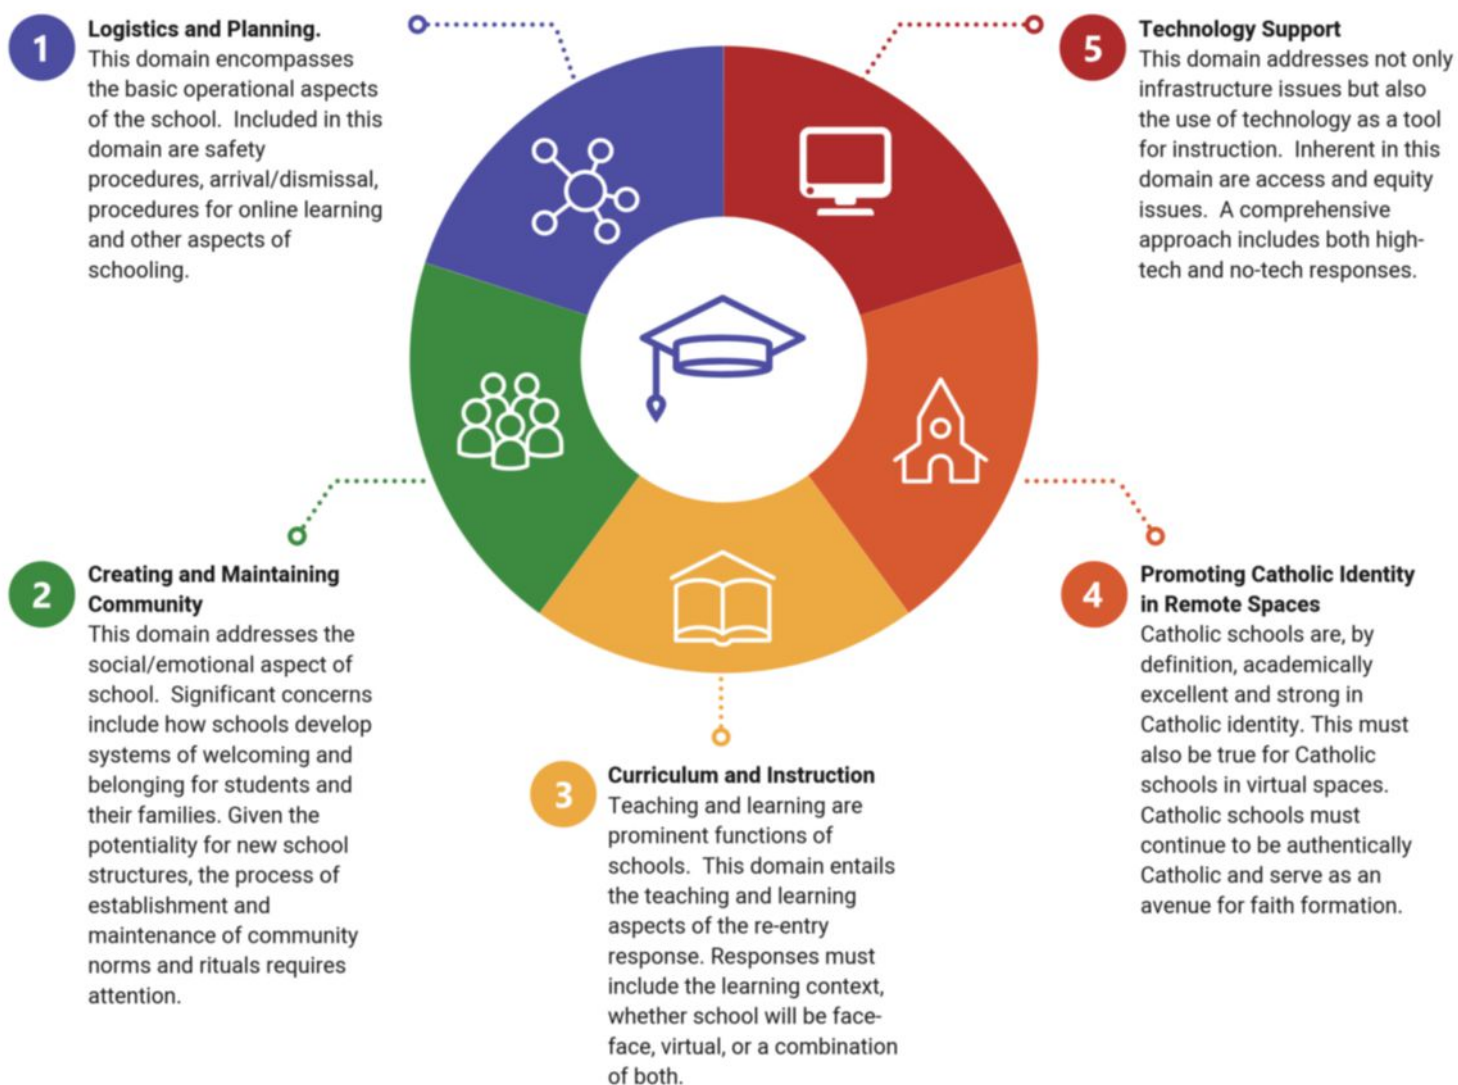 1
Logistics and Planning.
This domain encompasses
the basic operational aspects
of the school.  Included in this
domain are safety
procedures, arrival/dismissal,
procedures for online learning
and other aspects of
schooling.
2
Creating and Maintaining
Community
This domain addresses the
social/emotional aspect of
school.  Significant concerns
include how schools develop
systems of welcoming and
belonging for students and
their families. Given the
potentiality for new school
structures, the process of
establishment and
maintenance of community
norms and rituals requires
attention.
3
Curriculum and Instruction
Teaching and learning are
prominent functions of
schools.  This domain entails
the teaching and learning
aspects of the re-entry
response. Responses must
include the learning context,
whether school will be face-
face, virtual, or a combination
of both.
4
Promoting Catholic Identity
in Remote Spaces
Catholic schools are, by
definition, academically
excellent and strong in
Catholic identity. This must
also be true for Catholic
schools in virtual spaces.
Catholic schools must
continue to be authentically
Catholic and serve as an
avenue for faith formation.
5
Technology Support
This domain addresses not only
infrastructure issues but also
the use of technology as a tool
for instruction.  Inherent in this
domain are access and equity
issues.  A comprehensive
approach includes both high-
tech and no-tech responses.